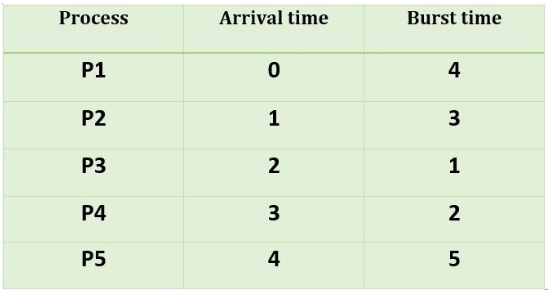 Process Arrival time Burst time
P1 0 4
P2 1 3
P3 2 1
P4 3 2
P5 4 5